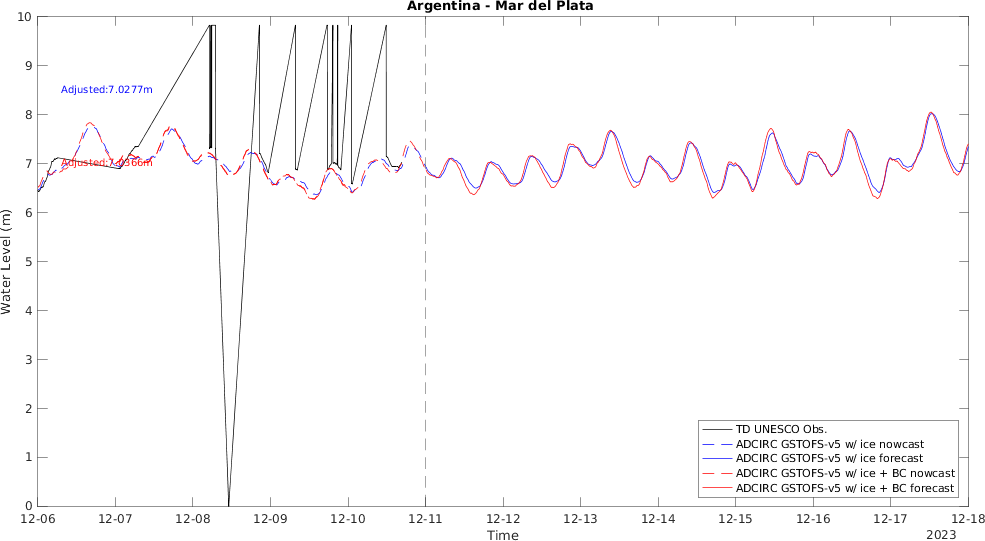 Argentina - Mar del Plata
10
9
8
7
6
5
4
3
2
1
0
Water Level (m)
Adjusted:7.0277m
12-06
12-07
12-08
12-09
12-10
12-11
12-12
12-13
12-14
12-15
12-16
12-17
12-18
Time
2023
TD UNESCO Obs.
ADCIRC GSTOFS-v5 w/ ice nowcast
ADCIRC GSTOFS-v5 w/ ice forecast
ADCIRC GSTOFS-v5 w/ ice + BC nowcast
ADCIRC GSTOFS-v5 w/ ice + BC forecast